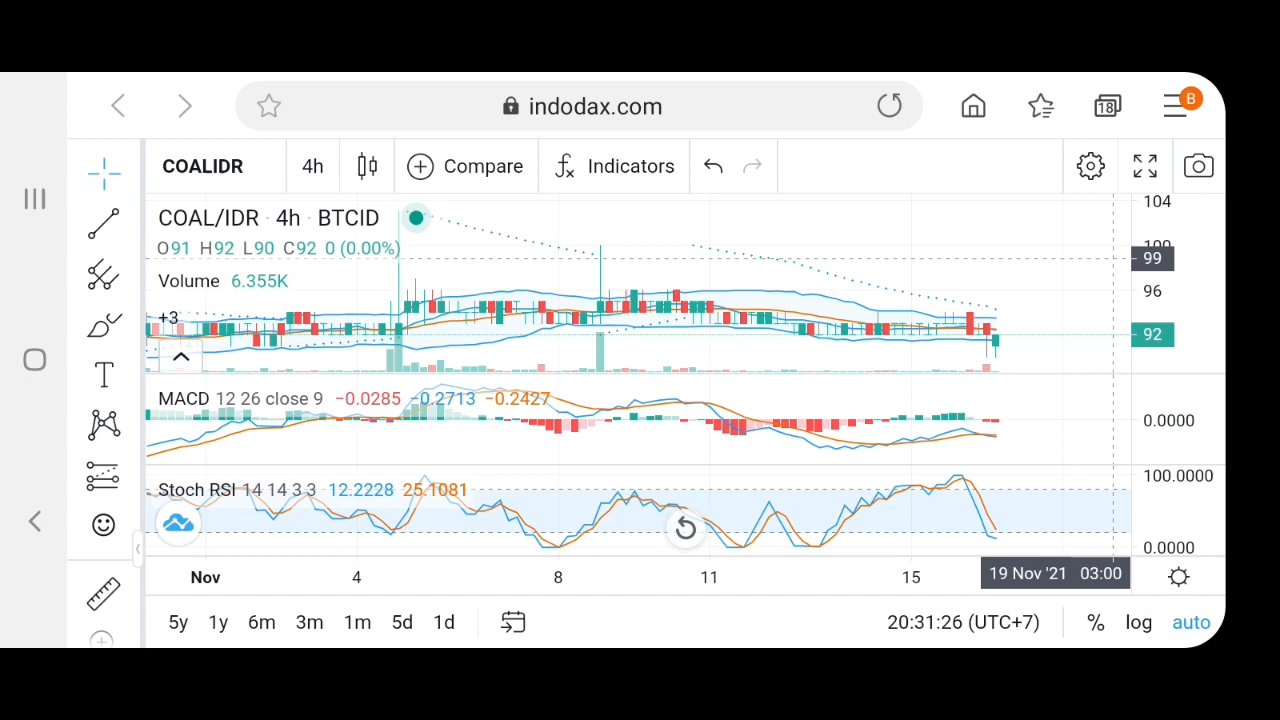 indodax.com
18
B
COALIDR 4h Compare Indicators
COAL/IDR · 4h · BTCID
O91 H92 L90 C92 0 (0.00%)
Volume 6.355K
+3
104
100
99
96
92
MACD 12 26 close 9 −0.0285 −0.2713 −0.2427
0.0000
Stoch RSI 14 14 3 3 12.2228 25.1081
100.0000
0.0000
Nov 4 8 11 15 19 Nov '21 03:00
5y 1y 6m 3m 1m 5d 1d 20:31:26 (UTC+7) % log auto